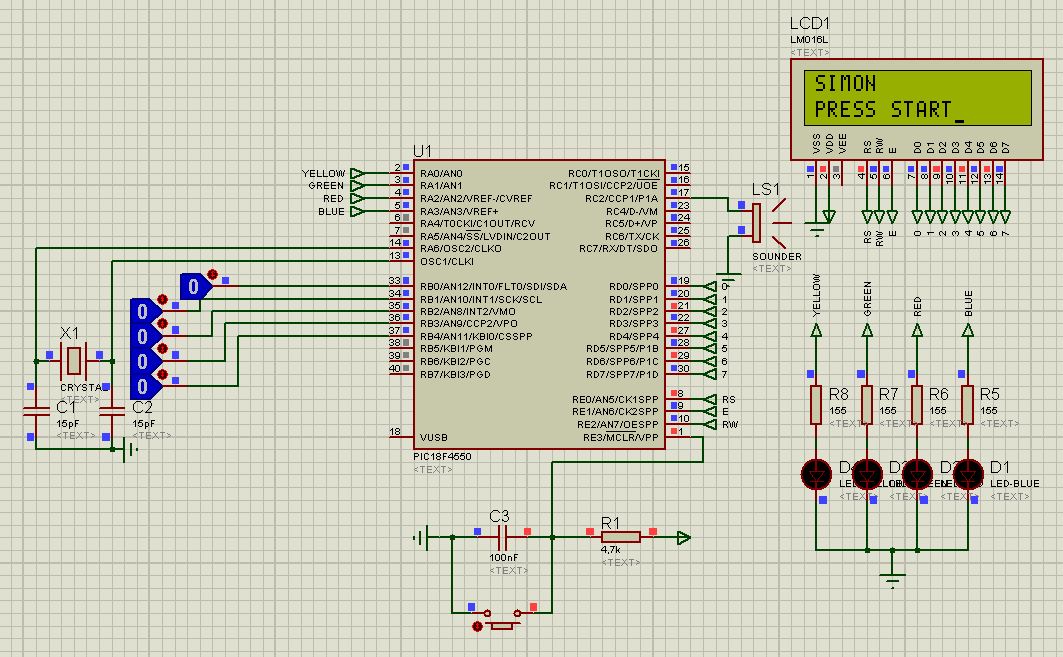 LCD1
LM016L
<TEXT>
SIMON
PRESS START_
VSS VDD VEE RS RW E D0 D1 D2 D3 D4 D5 D6 D7
1 2 3 4 5 6 7 8 9 10 11 12 13 14
RS RW E 0 1 2 3 4 5 6 7
U1
YELLOW 2 RA0/AN0 RC0/T1OSO/T1CKI 15
GREEN 3 RA1/AN1 RC1/T1OSI/CCP2/UOE 16
RED 4 RA2/AN2/VREF-/CVREF RC2/CCP1/P1A 17
BLUE 5 RA3/AN3/VREF+ RC4/D-/VM 23
6 RA4/T0CKI/C1OUT/RCV RC5/D+/VP 24
7 RA5/AN4/SS/LVDIN/C2OUT RC6/TX/CK 25
14 RA6/OSC2/CLKO RC7/RX/DT/SDO 26
13 OSC1/CLKI
LS1
SOUNDER
<TEXT>
33 RB0/AN12/INT0/FLT0/SDI/SDA RD0/SPP0 19 0
34 RB1/AN10/INT1/SCK/SCL RD1/SPP1 20 1
35 RB2/AN8/INT2/VMO RD2/SPP2 21 2
36 RB3/AN9/CCP2/VPO RD3/SPP3 22 3
37 RB4/AN11/KBI0/CSSPP RD4/SPP4 27 4
38 RB5/KBI1/PGM RD5/SPP5/P1B 28 5
39 RB6/KBI2/PGC RD6/SPP6/P1C 29 6
40 RB7/KBI3/PGD RD7/SPP7/P1D 30 7
RE0/AN5/CK1SPP 8 RS
RE1/AN6/CK2SPP 9 E
RE2/AN7/OESPP 10 RW
18 VUSB RE3/MCLR/VPP 1
PIC18F4550
<TEXT>
0
0
0
0
0
X1
CRYSTAL
<TEXT>
C1
15pF
<TEXT>
C2
15pF
<TEXT>
C3
100nF
<TEXT>
R1
4,7k
<TEXT>
YELLOW GREEN RED BLUE
R8 R7 R6 R5
155 155 155 155
<TEXT> <TEXT> <TEXT> <TEXT>
D1
LED-BLUE
<TEXT>